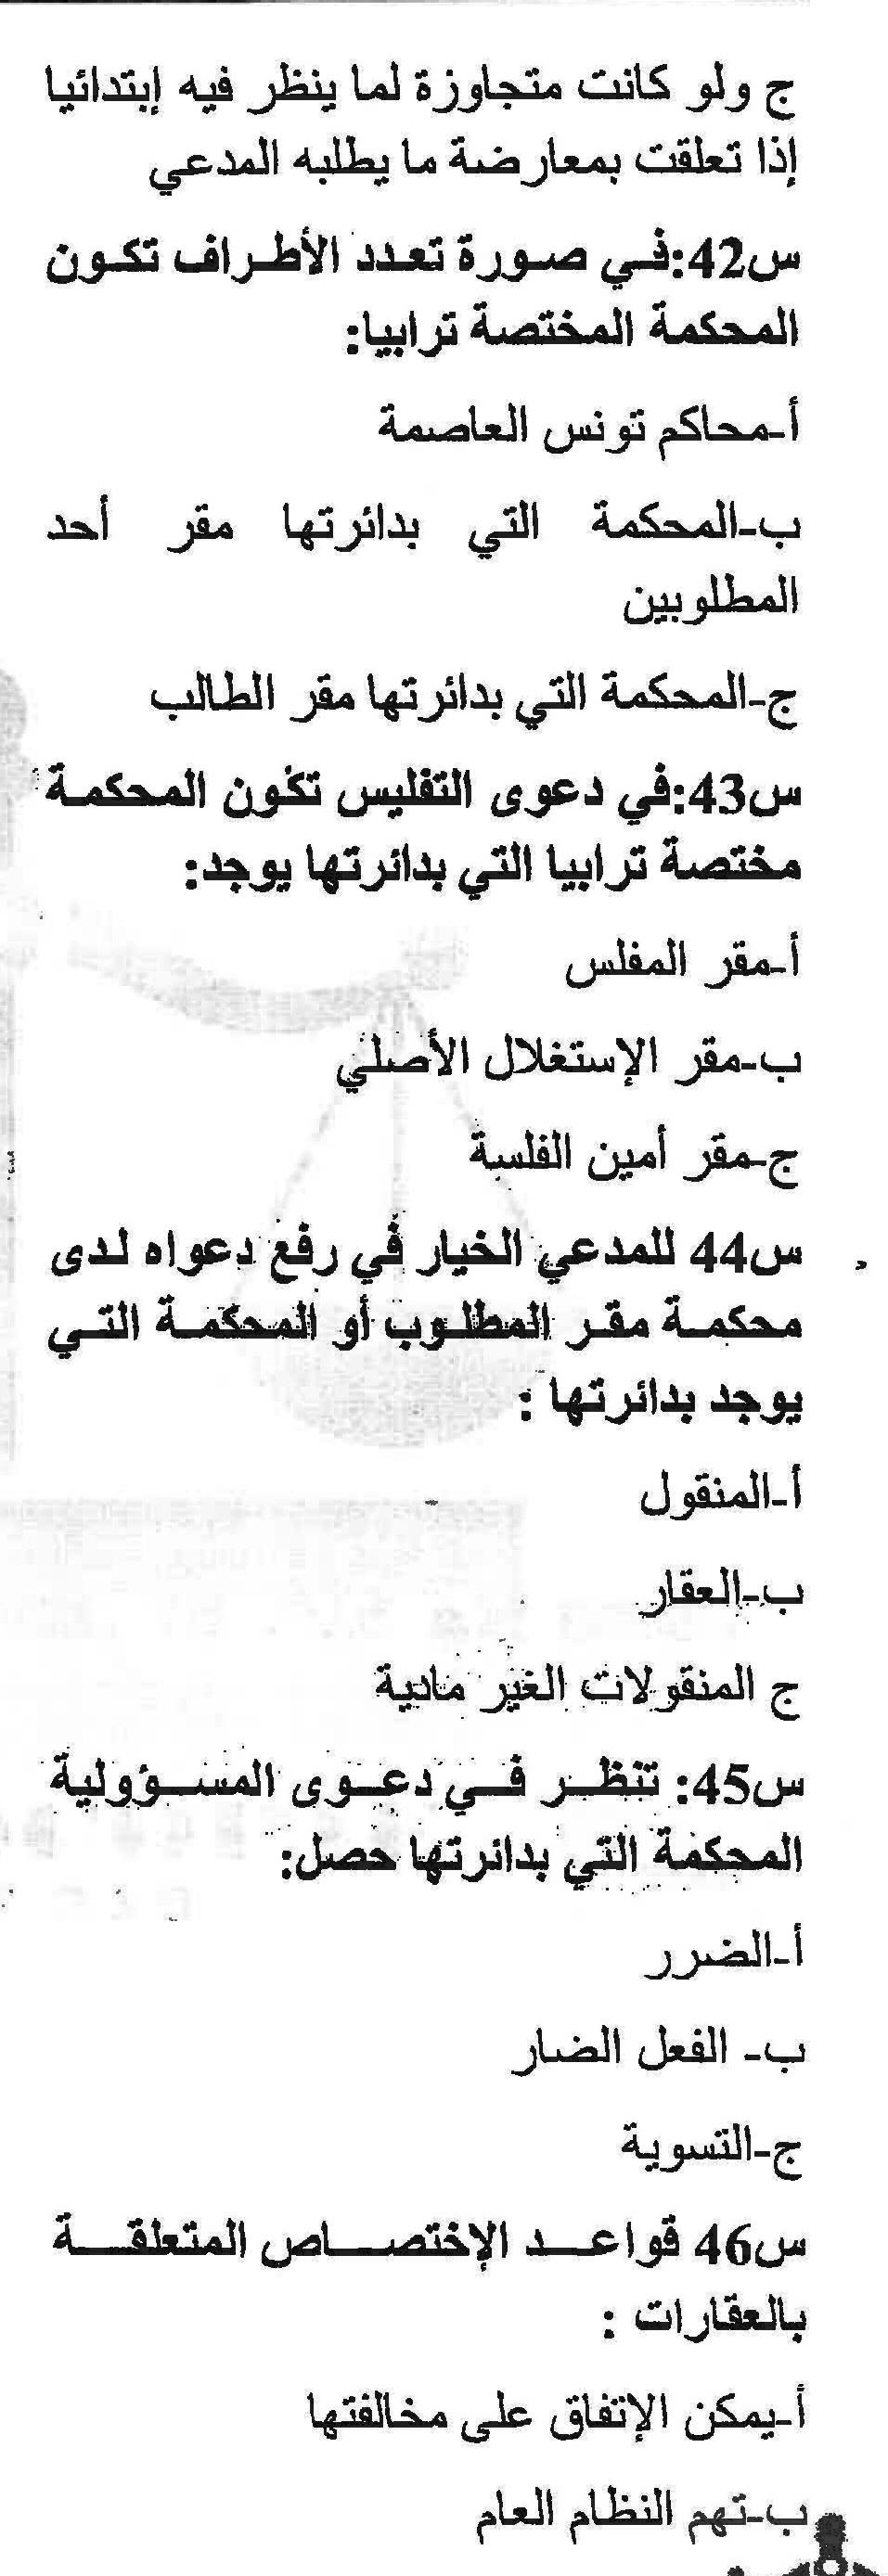 ج ولو كانت متجاوزة لما ينظر فيه إبتدائيا
إذا تعلقت بمعارضة ما يطلبه المدعي
س42:في صورة تعدد الأطراف تكون
المحكمة المختصة ترابيا:
أ-محاكم تونس العاصمة
ب-المحكمة التي بدائرتها مقر أحد
المطلوبين
ج-المحكمة التي بدائرتها مقر الطالب
س43:في دعوى التفليس تكون المحكمة
مختصة ترابيا التي بدائرتها يوجد:
أ-مقر المفلس
ب-مقر الإستغلال الأصلي
ج-مقر أمين الفلسة
س44 للمدعي الخيار في رفع دعواه لدى
محكمة مقر المطلوب أو المحكمة التي
يوجد بدائرتها :
أ-المنقول
ب-العقار
ج المنقولات الغير مادية
س45: تنظر في دعوى المسؤولية
المحكمة التي بدائرتها حصل:
أ-الضرر
ب- الفعل الضار
ج-التسوية
س46 قواعد الإختصاص المتعلقة
بالعقارات :
أ-يمكن الإتفاق على مخالفتها
ب-تهم النظام العام